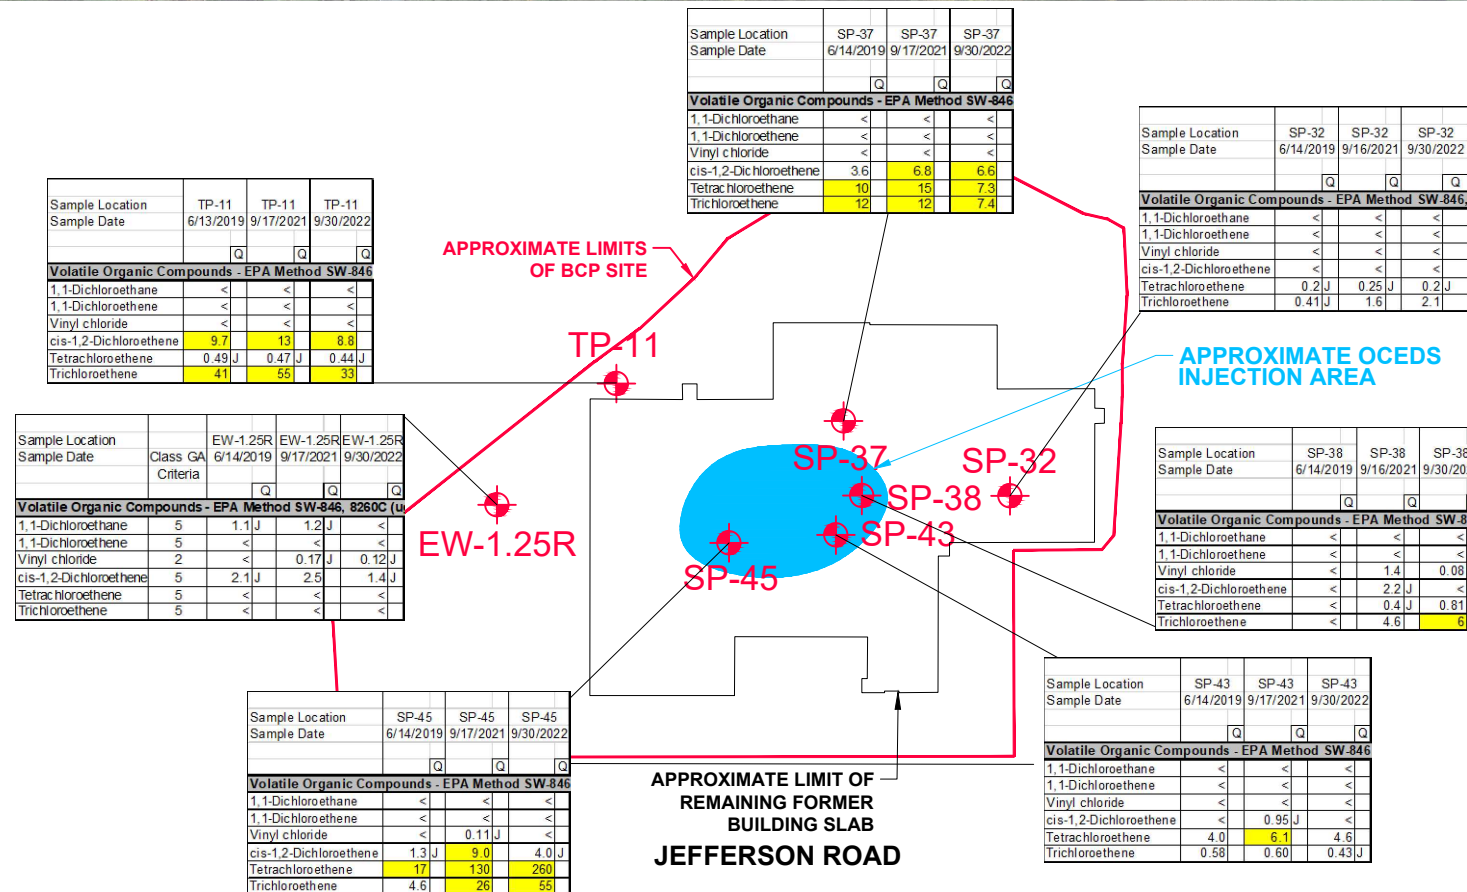 Sample Location SP-37 SP-37 SP-37
Sample Date 6/14/2019 9/17/2021 9/30/2022
Q Q Q
Volatile Organic Compounds - EPA Method SW-846
1,1-Dichloroethane < < <
1,1-Dichloroethene < < <
Vinyl chloride < < <
cis-1,2-Dichloroethene 3.6 6.8 6.6
Tetrachloroethene 10 15 7.3
Trichloroethene 12 12 7.4
Sample Location SP-32 SP-32 SP-32
Sample Date 6/14/2019 9/16/2021 9/30/2022
Q Q Q
Volatile Organic Compounds - EPA Method SW-846,
1,1-Dichloroethane < < <
1,1-Dichloroethene < < <
Vinyl chloride < < <
cis-1,2-Dichloroethene < < <
Tetrachloroethene 0.2 J 0.25 J 0.2 J
Trichloroethene 0.41 J 1.6 2.1
Sample Location TP-11 TP-11 TP-11
Sample Date 6/13/2019 9/17/2021 9/30/2022
Q Q Q
Volatile Organic Compounds - EPA Method SW-846
1,1-Dichloroethane < < <
1,1-Dichloroethene < < <
Vinyl chloride < < <
cis-1,2-Dichloroethene 9.7 13 8.8
Tetrachloroethene 0.49 J 0.47 J 0.44 J
Trichloroethene 41 55 33
APPROXIMATE LIMITS
OF BCP SITE
TP-11
APPROXIMATE OCEDS
INJECTION AREA
Sample Location EW-1.25R EW-1.25R EW-1.25R
Sample Date Class GA 6/14/2019 9/17/2021 9/30/2022
Criteria
Q Q Q
Volatile Organic Compounds - EPA Method SW-846, 8260C (u
1,1-Dichloroethane 5 1.1 J 1.2 J <
1,1-Dichloroethene 5 < < <
Vinyl chloride 2 < 0.17 J 0.12 J
cis-1,2-Dichloroethene 5 2.1 J 2.5 1.4 J
Tetrachloroethene 5 < < <
Trichloroethene 5 < < <
SP-37
SP-32
SP-38
EW-1.25R
SP-43
SP-45
Sample Location SP-38 SP-38 SP-38
Sample Date 6/14/2019 9/16/2021 9/30/20
Q Q
Volatile Organic Compounds - EPA Method SW-8
1,1-Dichloroethane < < <
1,1-Dichloroethene < < <
Vinyl chloride < 1.4 0.08
cis-1,2-Dichloroethene < 2.2 J <
Tetrachloroethene < 0.4 J 0.81
Trichloroethene < 4.6 6
Sample Location SP-43 SP-43 SP-43
Sample Date 6/14/2019 9/17/2021 9/30/2022
Q Q Q
Volatile Organic Compounds - EPA Method SW-846
1,1-Dichloroethane < < <
1,1-Dichloroethene < < <
Vinyl chloride < < <
cis-1,2-Dichloroethene < 0.95 J <
Tetrachloroethene 4.0 6.1 4.6
Trichloroethene 0.58 0.60 0.43 J
Sample Location SP-45 SP-45 SP-45
Sample Date 6/14/2019 9/17/2021 9/30/2022
Q Q Q
Volatile Organic Compounds - EPA Method SW-846
1,1-Dichloroethane < < <
1,1-Dichloroethene < < <
Vinyl chloride < 0.11 J <
cis-1,2-Dichloroethene 1.3 J 9.0 4.0 J
Tetrachloroethene 17 130 260
Trichloroethene 4.6 26 55
APPROXIMATE LIMIT OF
REMAINING FORMER
BUILDING SLAB
JEFFERSON ROAD